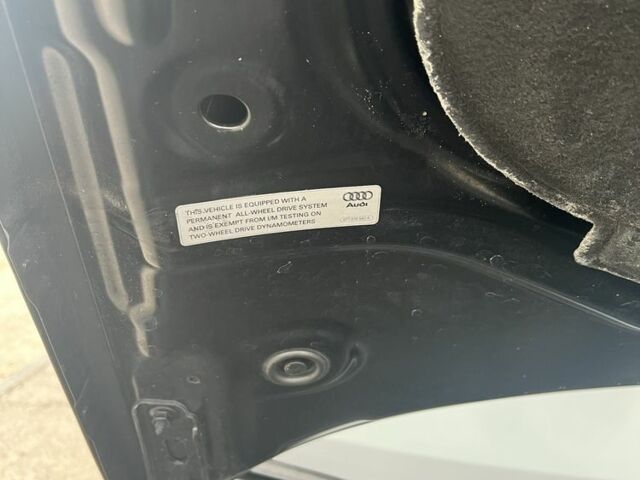 THIS VEHICLE IS EQUIPPED WITH A
PERMANENT ALL-WHEEL DRIVE SYSTEM
AND IS EXEMPT FROM I/M TESTING ON
TWO-WHEEL DRIVE DYNAMOMETERS
Audi